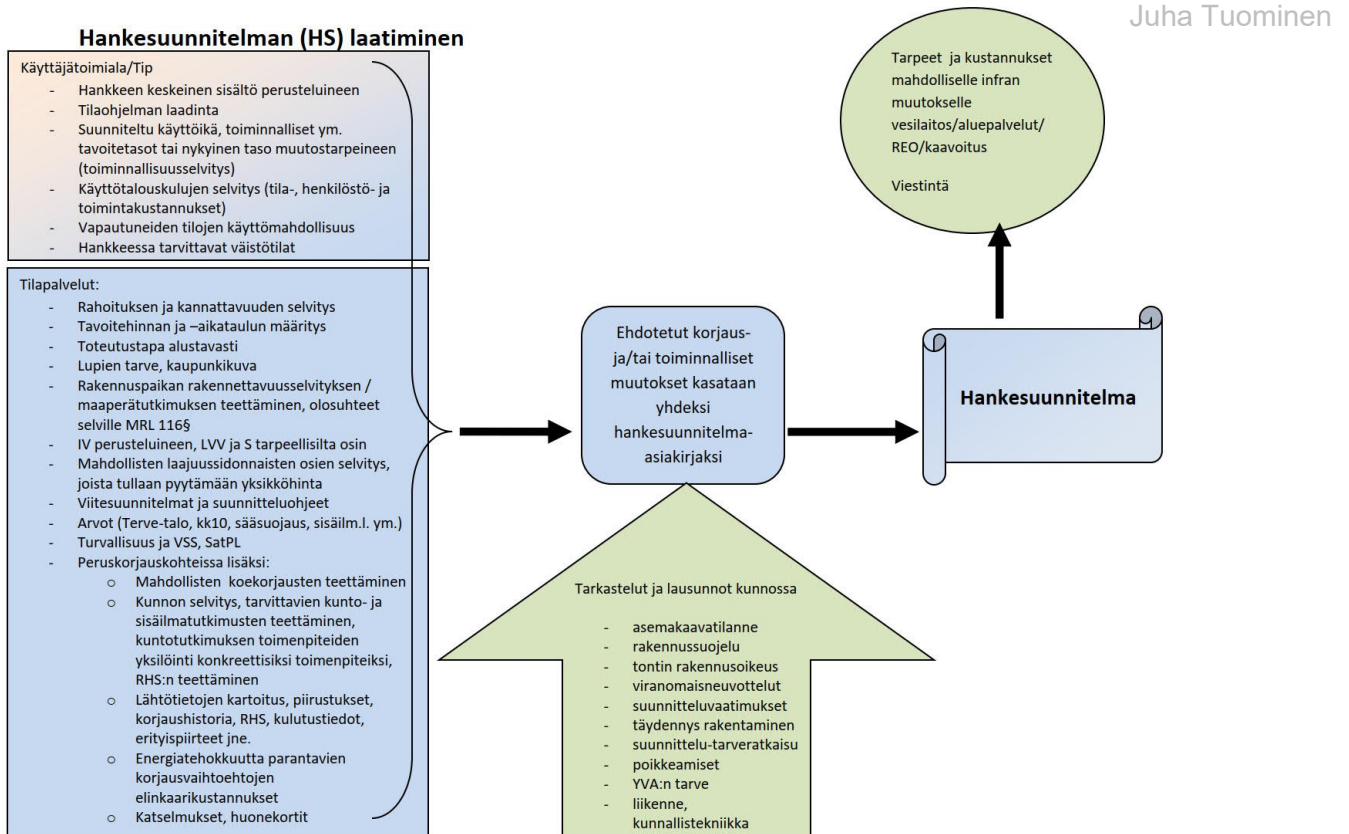 Juha Tuominen
Hankesuunnitelman (HS) laatiminen
Käyttäjätoimiala/Tip
- Hankkeen keskeinen sisältö perusteluineen
- Tilaohjelman laadinta
- Suunniteltu käyttöikä, toiminnalliset ym.
tavoitetasot tai nykyinen taso muutostarpeineen
(toiminnallisuusselvitys)
- Käyttötalouskulujen selvitys (tila-, henkilöstö- ja
toimintakustannukset)
- Vapautuneiden tilojen käyttömahdollisuus
- Hankkeessa tarvittavat väistötilat
Tilapalvelut:
- Rahoituksen ja kannattavuuden selvitys
- Tavoitehinnan ja –aikataulun määritys
- Toteutustapa alustavasti
- Lupien tarve, kaupunkikuva
- Rakennuspaikan rakennettavuusselvityksen /
maaperätutkimuksen teettäminen, olosuhteet
selville MRL 116§
- IV perusteluineen, LVV ja S tarpeellisilta osin
- Mahdollisten laajuussidonnaisten osien selvitys,
joista tullaan pyytämään yksikköhinta
- Viitesuunnitelmat ja suunnitteluohjeet
- Arvot (Terve-talo, kk10, sääsuojaus, sisäilm.l. ym.)
- Turvallisuus ja VSS, SatPL
- Peruskorjauskohteissa lisäksi:
o Mahdollisten koekorjausten teettäminen
o Kunnon selvitys, tarvittavien kunto- ja
sisäilmatutkimusten teettäminen,
kuntotutkimuksen toimenpiteiden
yksilöinti konkreettisiksi toimenpiteiksi,
RHS:n teettäminen
o Lähtötietojen kartoitus, piirustukset,
korjaushistoria, RHS, kulutustiedot,
erityispiirteet jne.
o Energiatehokkuutta parantavien
korjausvaihtoehtojen
elinkaarikustannukset
o Katselmukset, huonekortit
Ehdotetut korjaus-
ja/tai toiminnalliset
muutokset kasataan
yhdeksi
hankesuunnitelma-
asiakirjaksi
Tarkastelut ja lausunnot kunnossa
- asemakaavatilanne
- rakennussuojelu
- tontin rakennusoikeus
- viranomaisneuvottelut
- suunnitteluvaatimukset
- täydennys rakentaminen
- suunnittelu-tarveratkaisu
- poikkeamiset
- YVA:n tarve
- liikenne,
kunnallistekniikka
Hankesuunnitelma
Tarpeet ja kustannukset
mahdolliselle infran
muutokselle
vesilaitos/aluepalvelut/
REO/kaavoitus
Viestintä